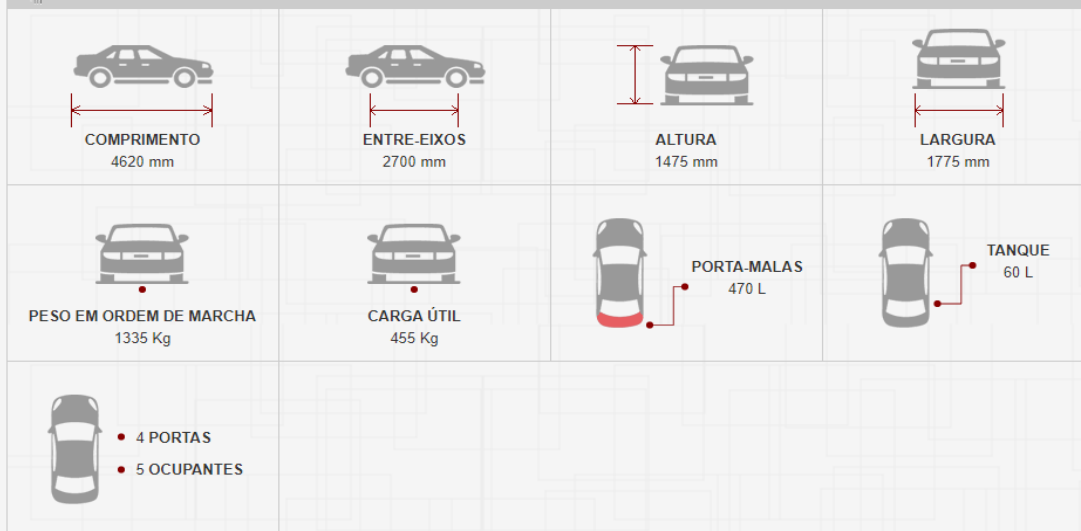 COMPRIMENTO
4620 mm
ENTRE-EIXOS
2700 mm
ALTURA
1475 mm
LARGURA
1775 mm
PESO EM ORDEM DE MARCHA
1335 Kg
CARGA ÚTIL
455 Kg
PORTA-MALAS
470 L
TANQUE
60 L
4 PORTAS
5 OCUPANTES